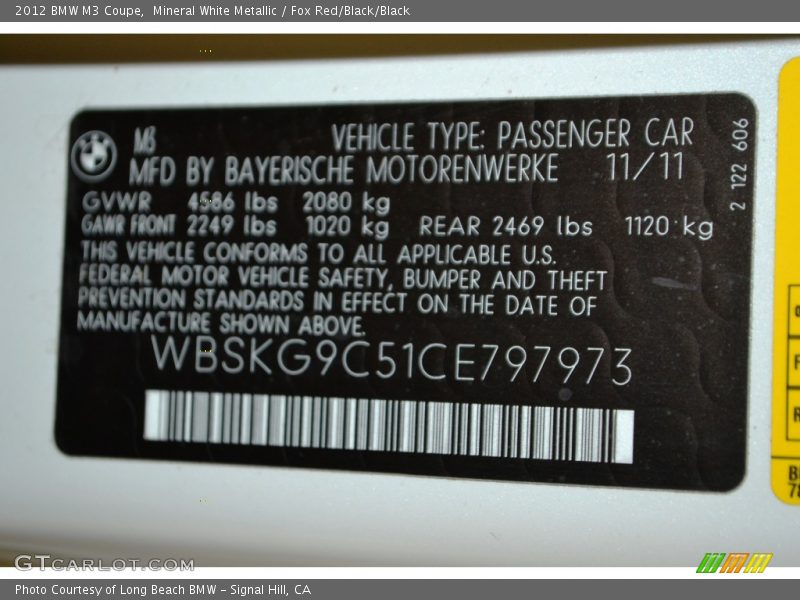 2012 BMW M3 Coupe, Mineral White Metallic / Fox Red/Black/Black
M3 VEHICLE TYPE: PASSENGER CAR
MFD BY BAYERISCHE MOTORENWERKE 11/11
GVWR 4586 lbs 2080 kg
GAWR FRONT 2249 lbs 1020 kg REAR 2469 lbs 1120 kg
2 122 606
THIS VEHICLE CONFORMS TO ALL APPLICABLE U.S.
FEDERAL MOTOR VEHICLE SAFETY, BUMPER AND THEFT
PREVENTION STANDARDS IN EFFECT ON THE DATE OF
MANUFACTURE SHOWN ABOVE.
WBSKG9C51CE797973
GTCARLOT.COM
Photo Courtesy of Long Beach BMW - Signal Hill, CA